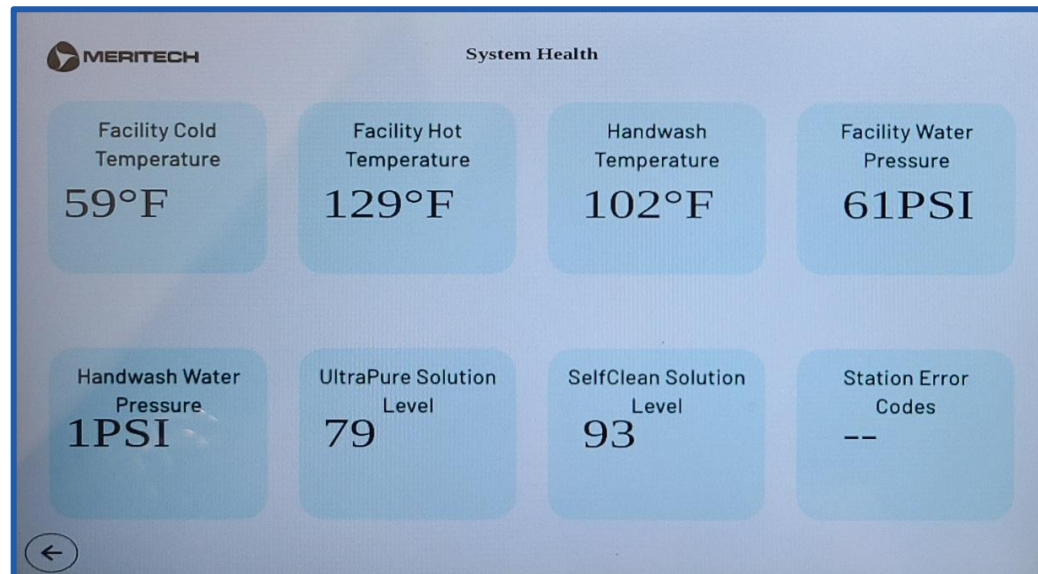 MERITECH
System Health
Facility Cold
Temperature
59°F
Facility Hot
Temperature
129°F
Handwash
Temperature
102°F
Facility Water
Pressure
61PSI
Handwash Water
Pressure
1PSI
UltraPure Solution
Level
79
SelfClean Solution
Level
93
Station Error
Codes
--